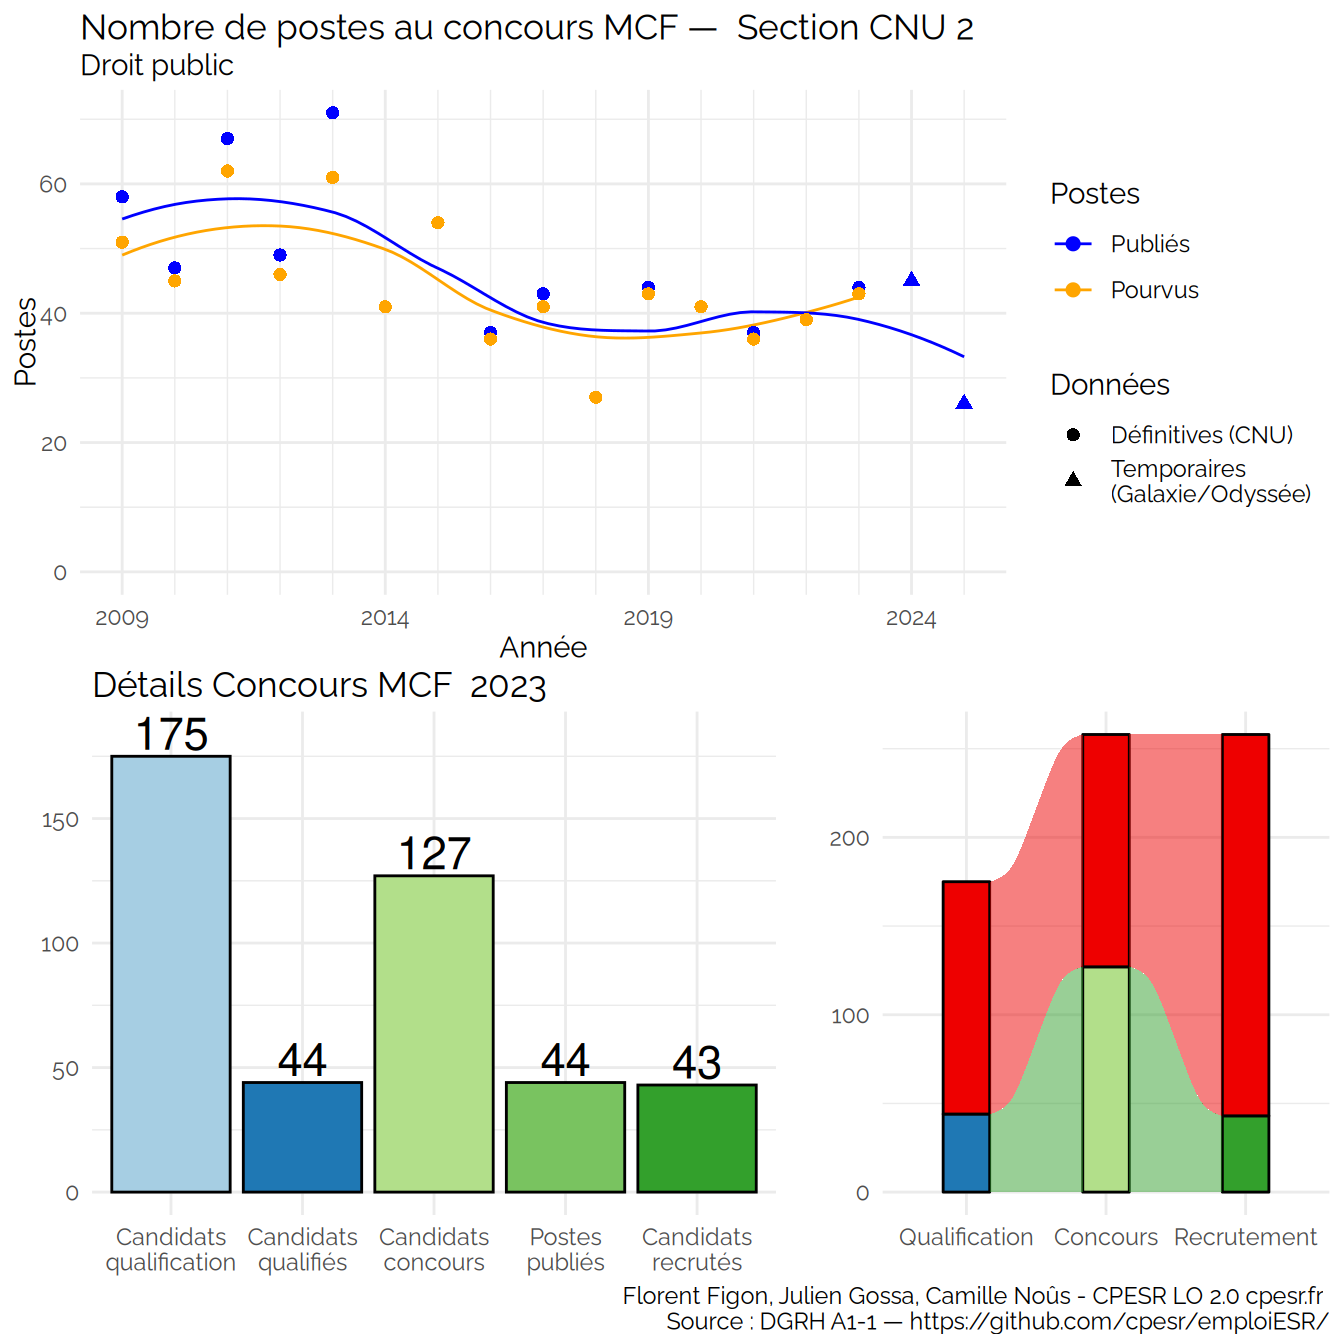 Nombre de postes au concours MCF — Section CNU 2
Droit public
Postes
60
40
20
0
2009
2014
2019
2024
Année
Postes
Publiés
Pourvus
Données
Définitives (CNU)
Temporaires
(Galaxie/Odyssée)
Détails Concours MCF 2023
150
100
50
0
175
44
127
44
43
Candidats
qualification
Candidats
qualifiés
Candidats
concours
Postes
publiés
Candidats
recrutés
200
100
0
Qualification
Concours
Recrutement
Florent Figon, Julien Gossa, Camille Noûs - CPESR LO 2.0 cpesr.fr
Source : DGRH A1-1 — https://github.com/cpesr/emploiESR/